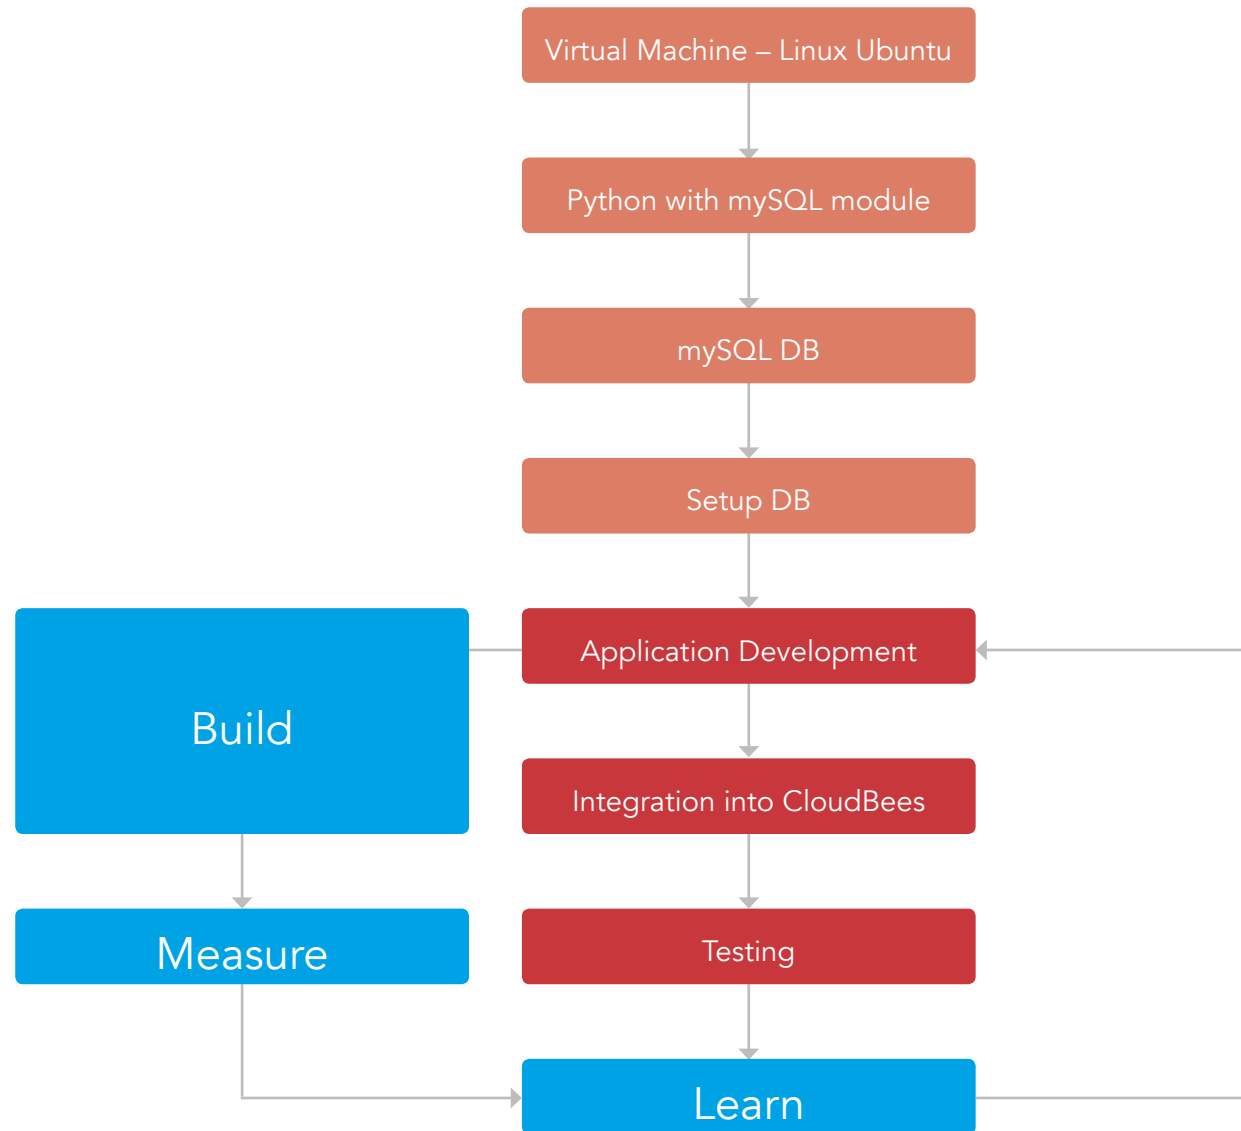 Virtual Machine – Linux Ubuntu
Python with mySQL module
mySQL DB
Setup DB
Application Development
Build
Integration into CloudBees
Measure
Testing
Learn